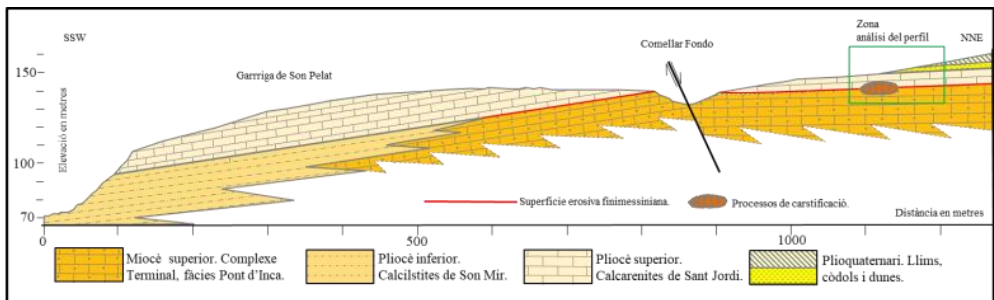 SSW
Zona
anàlisi del perfil
NNE
Comellar Fondo
Garrriga de Son Pelat
150
100
70
Elevació en metres
Superfície erosiva finimessiniana.
Processos de carstificació.
Distància en metres
0
500
1000
Miocè superior. Complexe
Terminal, fàcies Pont d'Inca.
Pliocè inferior.
Calcilstites de Son Mir.
Pliocè superior.
Calcarenites de Sant Jordi.
Plioquaternari. Llims,
còdols i dunes.